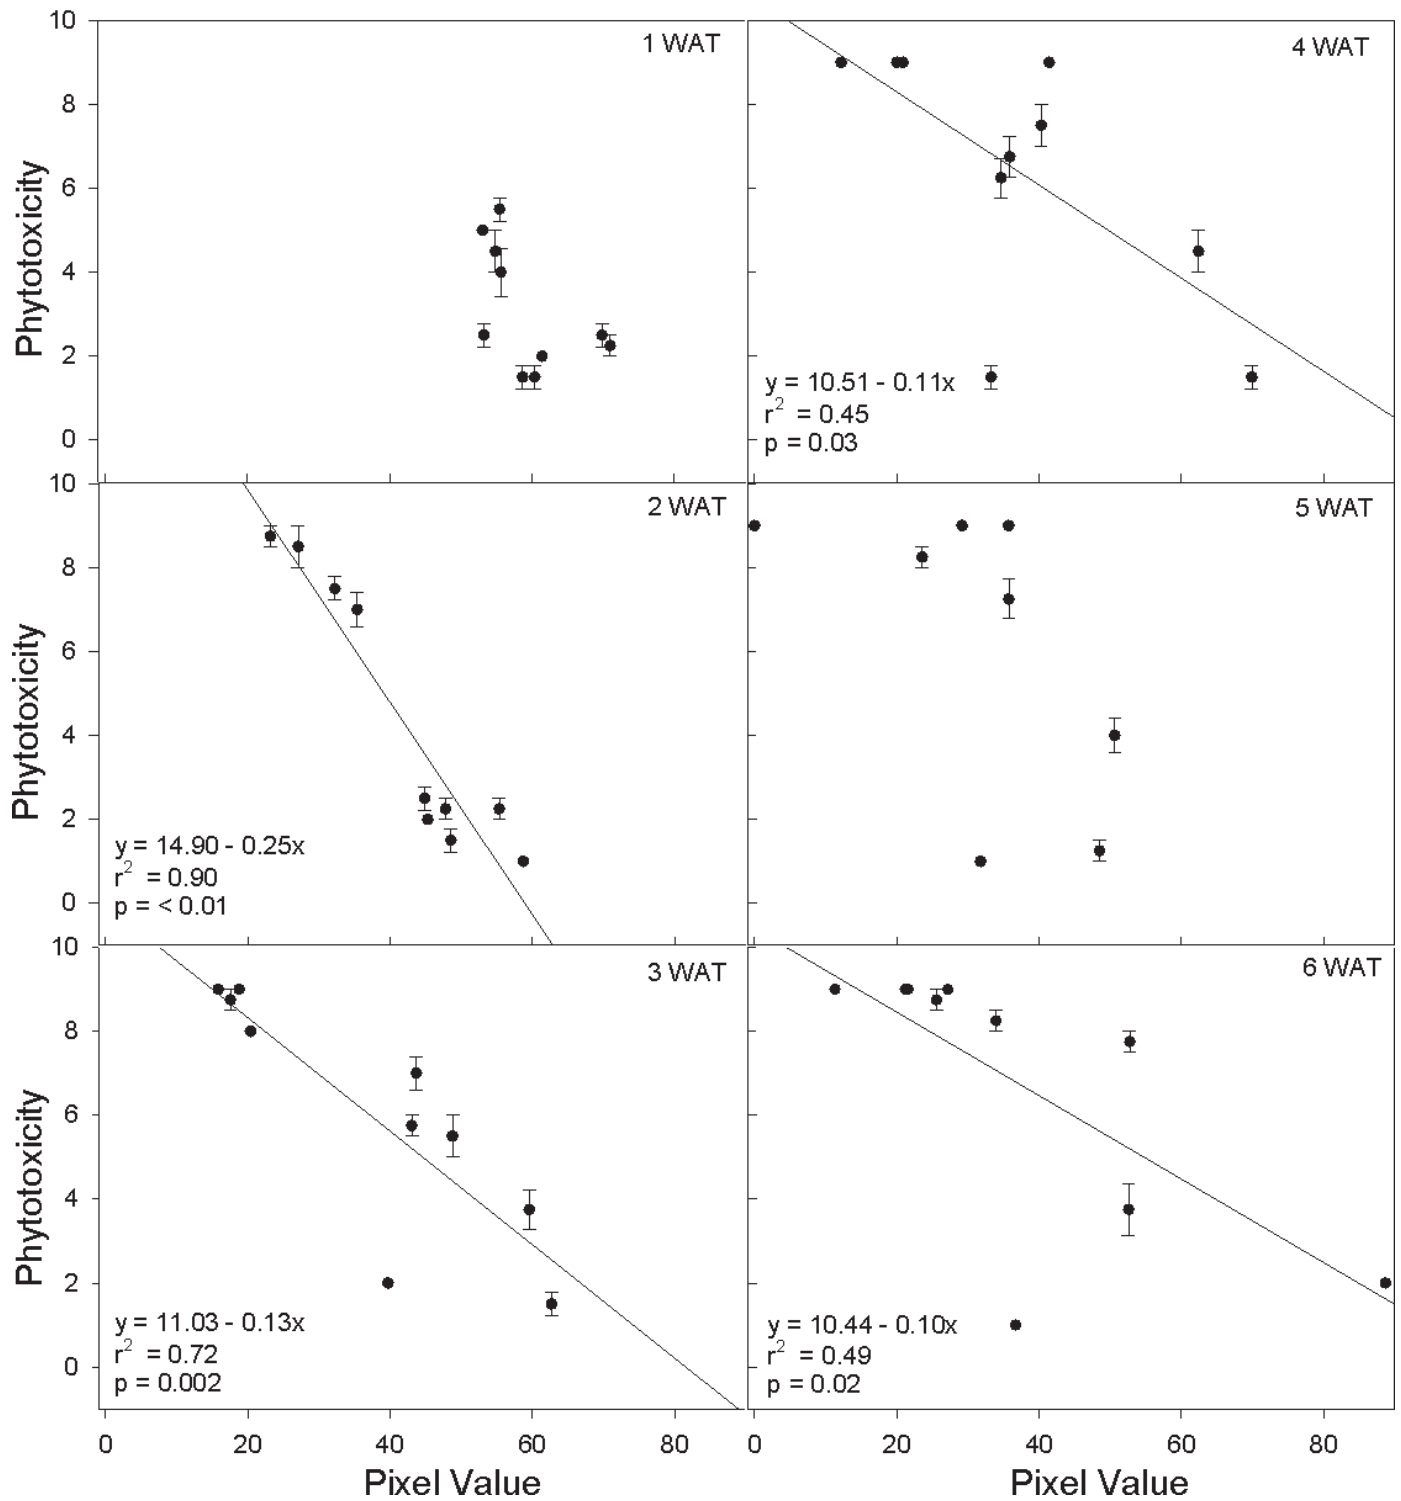 10
8
6
4
2
0
Phytotoxicity
1 WAT
4 WAT
y = 10.51 - 0.11x
r² = 0.45
p = 0.03
10
8
6
4
2
0
Phytotoxicity
2 WAT
y = 14.90 - 0.25x
r² = 0.90
p = < 0.01
5 WAT
10
8
6
4
2
0
Phytotoxicity
3 WAT
y = 11.03 - 0.13x
r² = 0.72
p = 0.002
6 WAT
y = 10.44 - 0.10x
r² = 0.49
p = 0.02
0 20 40 60 80
0 20 40 60 80
Pixel Value
Pixel Value